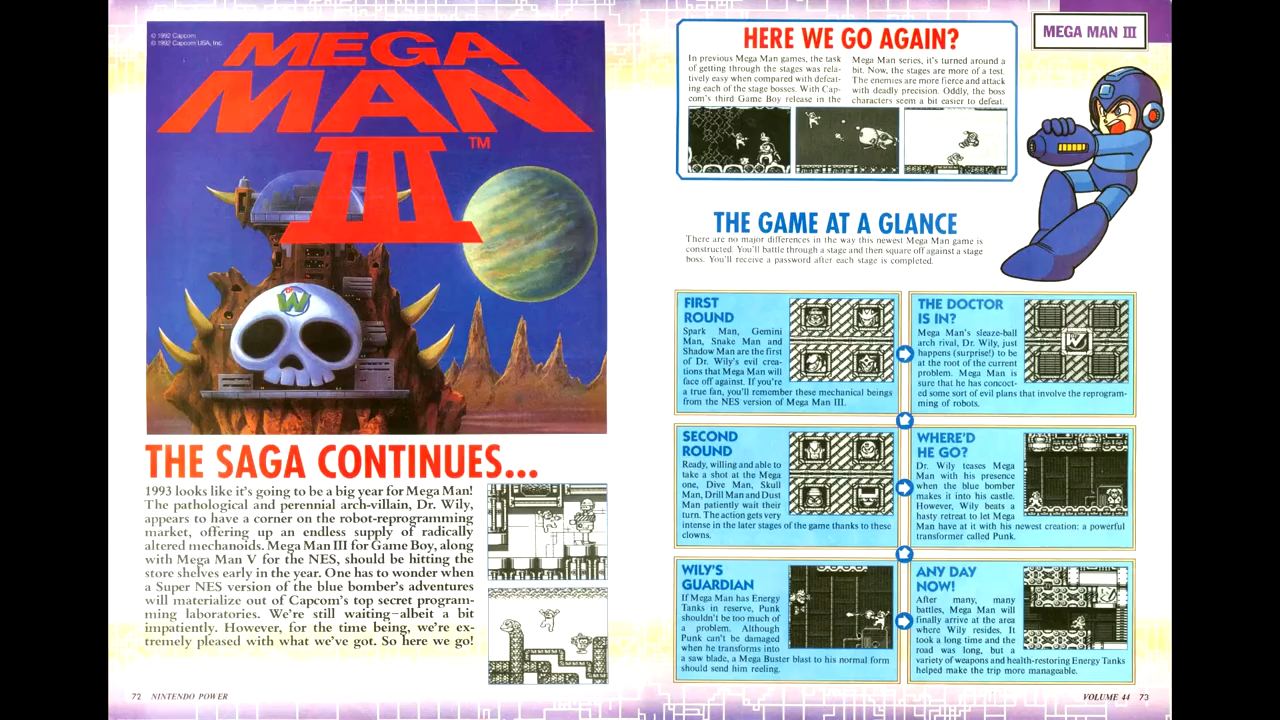 © 1992 Capcom
© 1992 Capcom USA, Inc.
MEGA
MAN
III
TM
W
THE SAGA CONTINUES...
1993 looks like it's going to be a big year for Mega Man!
The pathological and perennial arch-villain, Dr. Wily,
appears to have a corner on the robot-reprogramming
market, offering up an endless supply of radically
altered mechanoids. Mega Man III for Game Boy, along
with Mega Man V for the NES, should be hitting the
store shelves early in the year. One has to wonder when
a Super NES version of the blue bomber's adventures
will materialize out of Capcom's top secret program-
ming laboratories. We're still waiting–albeit a bit
impatiently. However, for the time being, we're ex-
tremely pleased with what we've got. So here we go!
72 NINTENDO POWER
MEGA MAN III
HERE WE GO AGAIN?
In previous Mega Man games, the task
of getting through the stages was rela-
tively easy when compared with defeat-
ing each of the stage bosses. With Cap-
com's third Game Boy release in the
Mega Man series, it's turned around a
bit. Now, the stages are more of a test.
The enemies are more fierce and attack
with deadly precision. Oddly, the boss
characters seem a bit easier to defeat.
THE GAME AT A GLANCE
There are no major differences in the way this newest Mega Man game is
constructed. You'll battle through a stage and then square off against a stage
boss. You'll receive a password after each stage is completed.
FIRST
ROUND
Spark Man, Gemini
Man, Snake Man and
Shadow Man are the first
of Dr. Wily's evil crea-
tions that Mega Man will
face off against. If you're
a true fan, you'll remember these mechanical beings
from the NES version of Mega Man III.
THE DOCTOR
IS IN?
Mega Man's sleaze-ball
arch rival, Dr. Wily, just
happens (surprise!) to be
at the root of the current
problem. Mega Man is
sure that he has concoct-
ed some sort of evil plans that involve the reprogram-
ming of robots.
W
SECOND
ROUND
Ready, willing and able to
take a shot at the Mega
one, Dive Man, Skull
Man, Drill Man and Dust
Man patiently wait their
turn. The action gets very
intense in the later stages of the game thanks to these
clowns.
WHERE'D
HE GO?
Dr. Wily teases Mega
Man with his presence
when the blue bomber
makes it into his castle.
However, Wily beats a
hasty retreat to let Mega
Man have at it with his newest creation: a powerful
transformer called Punk.
WILY'S
GUARDIAN
If Mega Man has Energy
Tanks in reserve, Punk
shouldn't be too much of
a problem. Although
Punk can't be damaged
when he transforms into
a saw blade, a Mega Buster blast to his normal form
should send him reeling.
ANY DAY
NOW!
After many, many
battles, Mega Man will
finally arrive at the area
where Wily resides. It
took a long time and the
road was long, but a
variety of weapons and health-restoring Energy Tanks
helped make the trip more manageable.
VOLUME 44 73